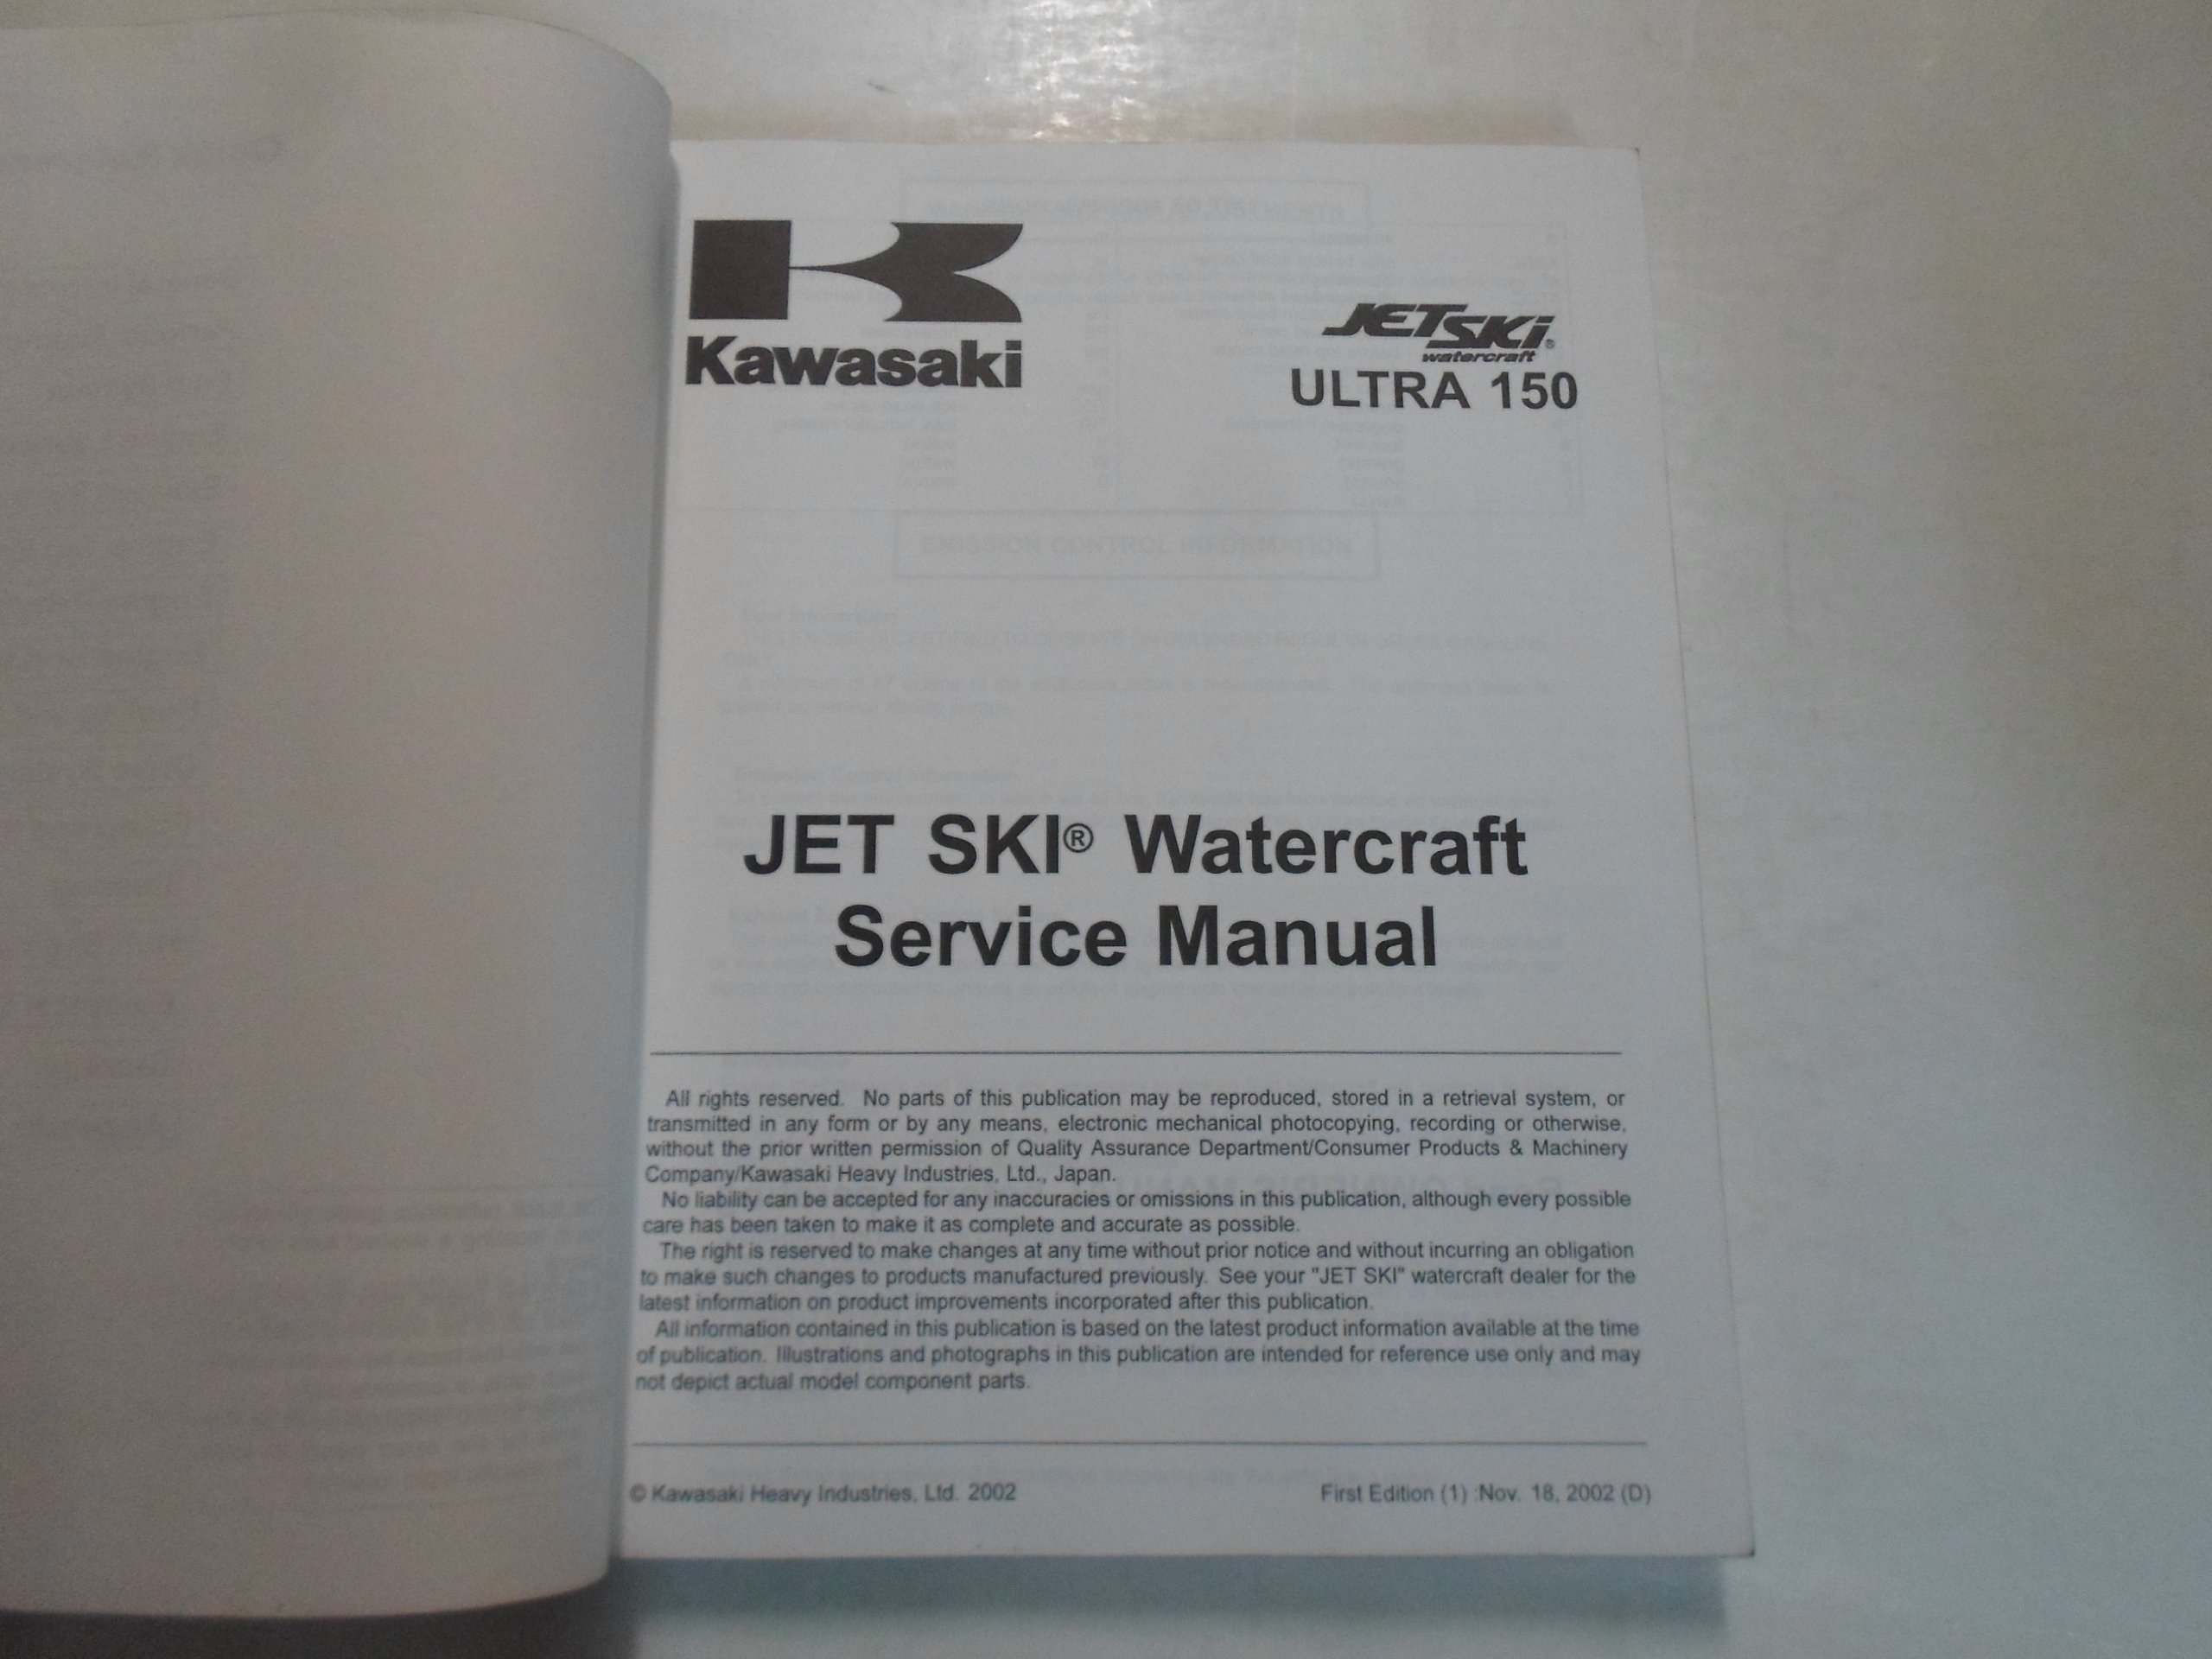 Kawasaki
JET SKI®
watercraft
ULTRA 150
EMISSION CONTROL INFORMATION
JET SKI® Watercraft
Service Manual
All rights reserved. No parts of this publication may be reproduced, stored in a retrieval system, or
transmitted in any form or by any means, electronic mechanical photocopying, recording or otherwise,
without the prior written permission of Quality Assurance Department/Consumer Products & Machinery
Company/Kawasaki Heavy Industries, Ltd., Japan.
No liability can be accepted for any inaccuracies or omissions in this publication, although every possible
care has been taken to make it as complete and accurate as possible.
The right is reserved to make changes at any time without prior notice and without incurring an obligation
to make such changes to products manufactured previously. See your "JET SKI" watercraft dealer for the
latest information on product improvements incorporated after this publication.
All information contained in this publication is based on the latest product information available at the time
of publication. Illustrations and photographs in this publication are intended for reference use only and may
not depict actual model component parts.
© Kawasaki Heavy Industries, Ltd. 2002
First Edition (1) :Nov. 18, 2002 (D)